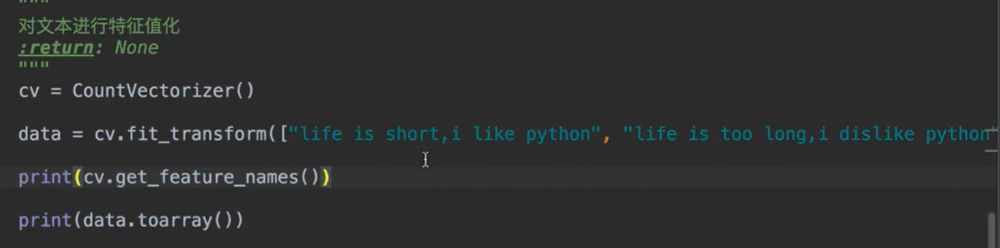 """
对文本进行特征值化
:return: None
"""
cv = CountVectorizer()
data = cv.fit_transform(["life is short,i like python", "life is too long,i dislike python"
print(cv.get_feature_names())
print(data.toarray())